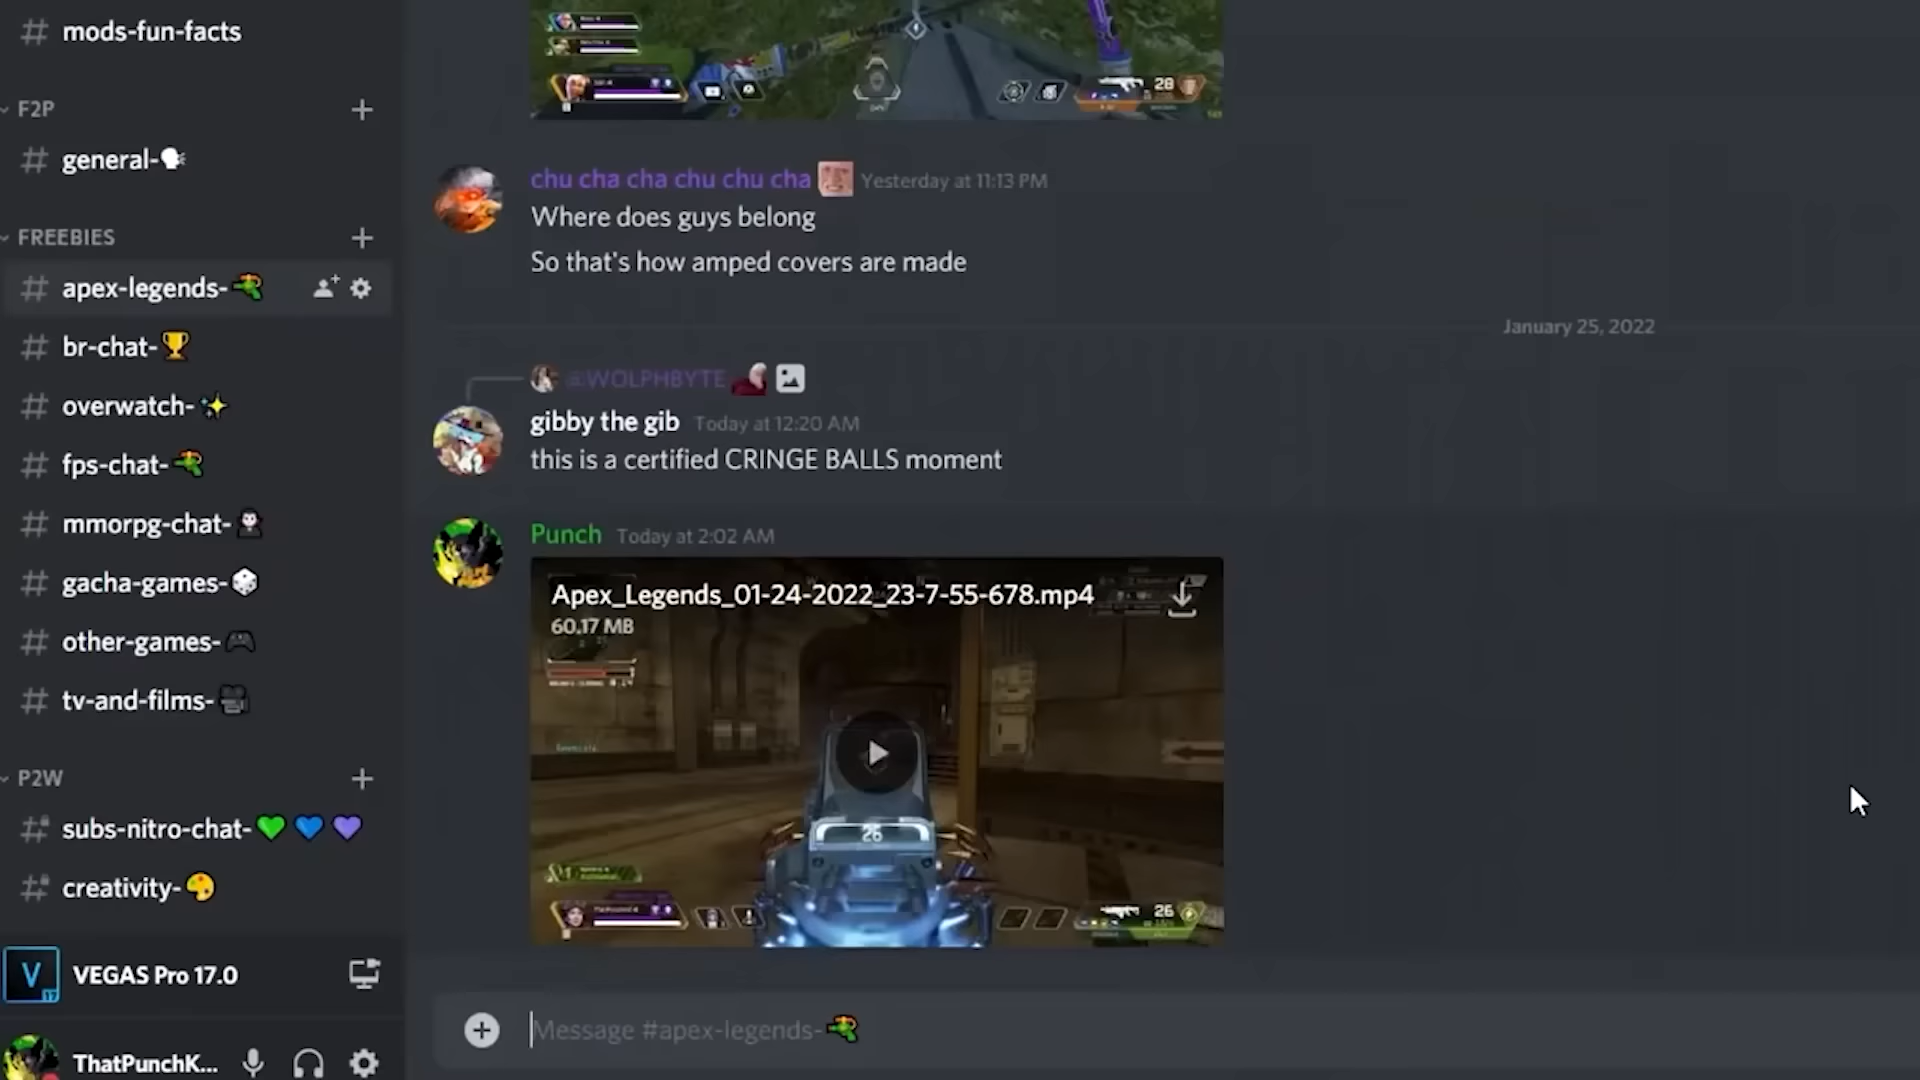 mods-fun-facts
F2P
general-
FREEBIES
apex-legends-
br-chat-
overwatch-
fps-chat-
mmorpg-chat-
gacha-games-
other-games-
tv-and-films-
P2W
subs-nitro-chat-
creativity-
V
17
VEGAS Pro 17.0
ThatPunchK...
28
chu cha cha chu chu cha Yesterday at 11:13 PM
Where does guys belong
So that's how amped covers are made
January 25, 2022
@WOLPHBYTE
gibby the gib Today at 12:20 AM
this is a certified CRINGE BALLS moment
Punch Today at 2:02 AM
Apex_Legends_01-24-2022_23-7-55-678.mp4
60.17 MB
26
26
Message #apex-legends-